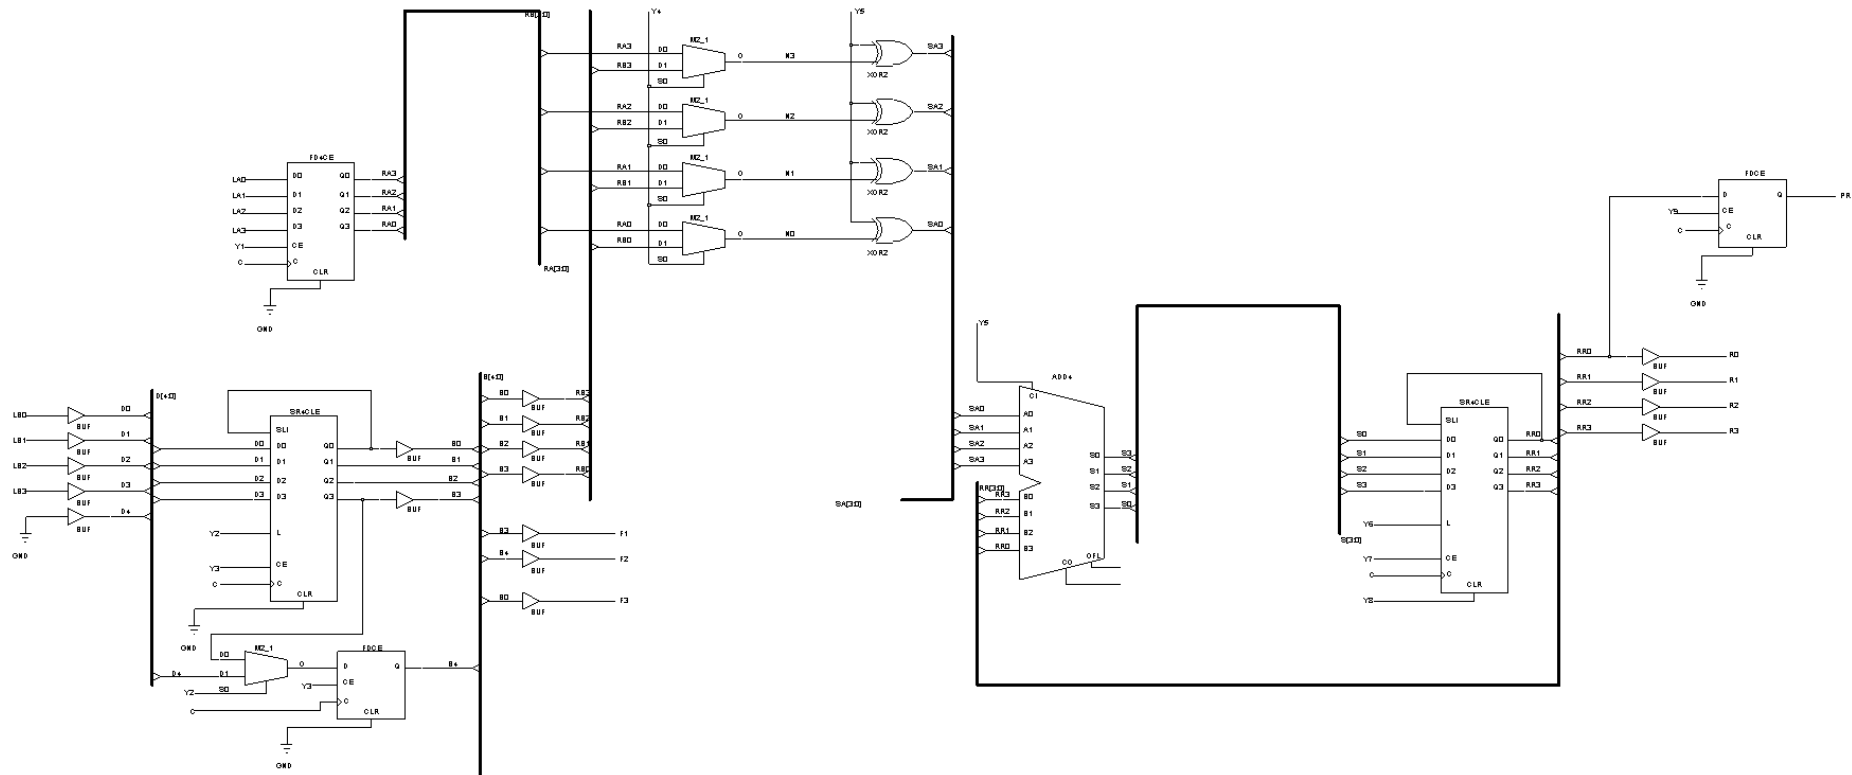 RB[3:0]
Y4
Y5
M2_1
RA3 D0
RB3 D1
S0
O N3
XOR2
SA3
M2_1
RA2 D0
RB2 D1
S0
O N2
XOR2
SA2
M2_1
RA1 D0
RB1 D1
S0
O N1
XOR2
SA1
M2_1
RA0 D0
RB0 D1
S0
O N0
XOR2
SA0
RA[3:0]
FD4CE
LA0 D0 Q0 RA3
LA1 D1 Q1 RA2
LA2 D2 Q2 RA1
LA3 D3 Q3 RA0
Y1 CE
C C
CLR
GND
FDCE
D Q PR
Y9 CE
C C
CLR
GND
D[4:0]
LB0 BUF D0
LB1 BUF D1
LB2 BUF D2
LB3 BUF D3
GND BUF D4
SR4CLE
SLI
D0 D0 Q0 BUF B0
D1 D1 Q1 B1
D2 D2 Q2 B2
D3 D3 Q3 BUF B3
Y2 L
Y3 CE
C C
CLR
GND
M2_1
D0
D4 D1
Y2 S0
O
FDCE
D Q B4
Y3 CE
C C
CLR
GND
B[4:0]
B0 BUF RB3
B1 BUF RB2
B2 BUF RB1
B3 BUF RB0
B3 BUF F1
B4 BUF F2
B0 BUF F3
SA[3:0]
Y5
ADD4
CI
SA0 A0
SA1 A1
SA2 A2
SA3 A3
RR[3:0]
RR3 B0
RR2 B1
RR1 B2
RR0 B3
S0 S3
S1 S2
S2 S1
S3 S0
CO OFL
S[3:0]
SR4CLE
SLI
S0 D0 Q0 RR0
S1 D1 Q1 RR1
S2 D2 Q2 RR2
S3 D3 Q3 RR3
Y6 L
Y7 CE
C C
Y8 CLR
RR0 BUF R0
RR1 BUF R1
RR2 BUF R2
RR3 BUF R3